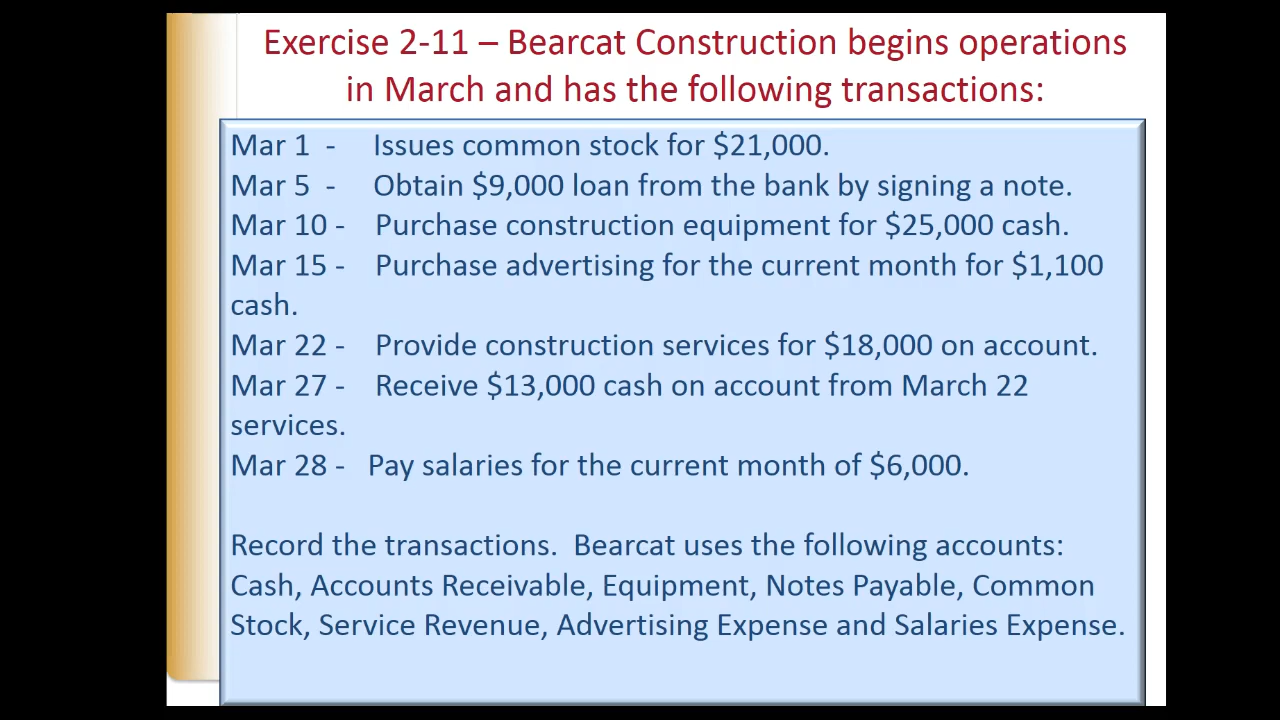 Exercise 2-11 – Bearcat Construction begins operations
in March and has the following transactions:
Mar 1 - Issues common stock for $21,000.
Mar 5 - Obtain $9,000 loan from the bank by signing a note.
Mar 10 - Purchase construction equipment for $25,000 cash.
Mar 15 - Purchase advertising for the current month for $1,100
cash.
Mar 22 - Provide construction services for $18,000 on account.
Mar 27 - Receive $13,000 cash on account from March 22
services.
Mar 28 - Pay salaries for the current month of $6,000.
Record the transactions. Bearcat uses the following accounts:
Cash, Accounts Receivable, Equipment, Notes Payable, Common
Stock, Service Revenue, Advertising Expense and Salaries Expense.